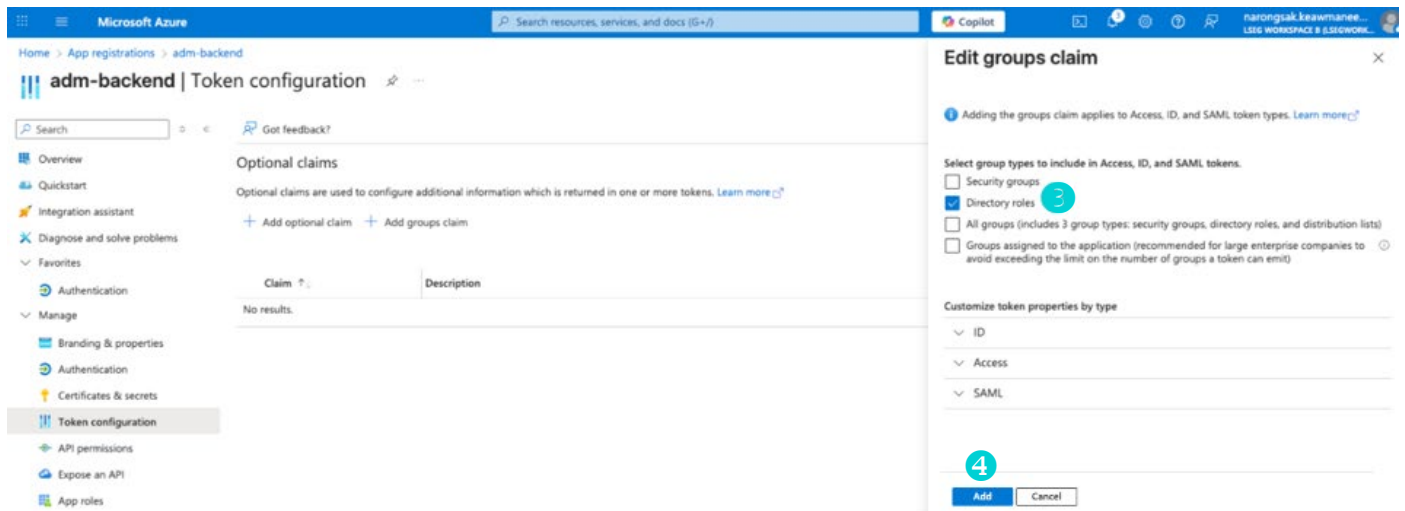 Microsoft Azure
Search resources, services, and docs (G+/)
Copilot
3
narongsak.keawmanee...
LSEG WORKSPACE B (LSEGWORK...
Home > App registrations > adm-backend
adm-backend | Token configuration
Search
Overview
Quickstart
Integration assistant
Diagnose and solve problems
Favorites
Authentication
Manage
Branding & properties
Authentication
Certificates & secrets
Token configuration
API permissions
Expose an API
App roles
Got feedback?
Optional claims
Optional claims are used to configure additional information which is returned in one or more tokens. Learn more
+ Add optional claim + Add groups claim
Claim Description
No results.
Edit groups claim
Adding the groups claim applies to Access, ID, and SAML token types. Learn more
Select group types to include in Access, ID, and SAML tokens.
Security groups
Directory roles
3
All groups (includes 3 group types: security groups, directory roles, and distribution lists)
Groups assigned to the application (recommended for large enterprise companies to
avoid exceeding the limit on the number of groups a token can emit)
Customize token properties by type
ID
Access
SAML
4
Add Cancel